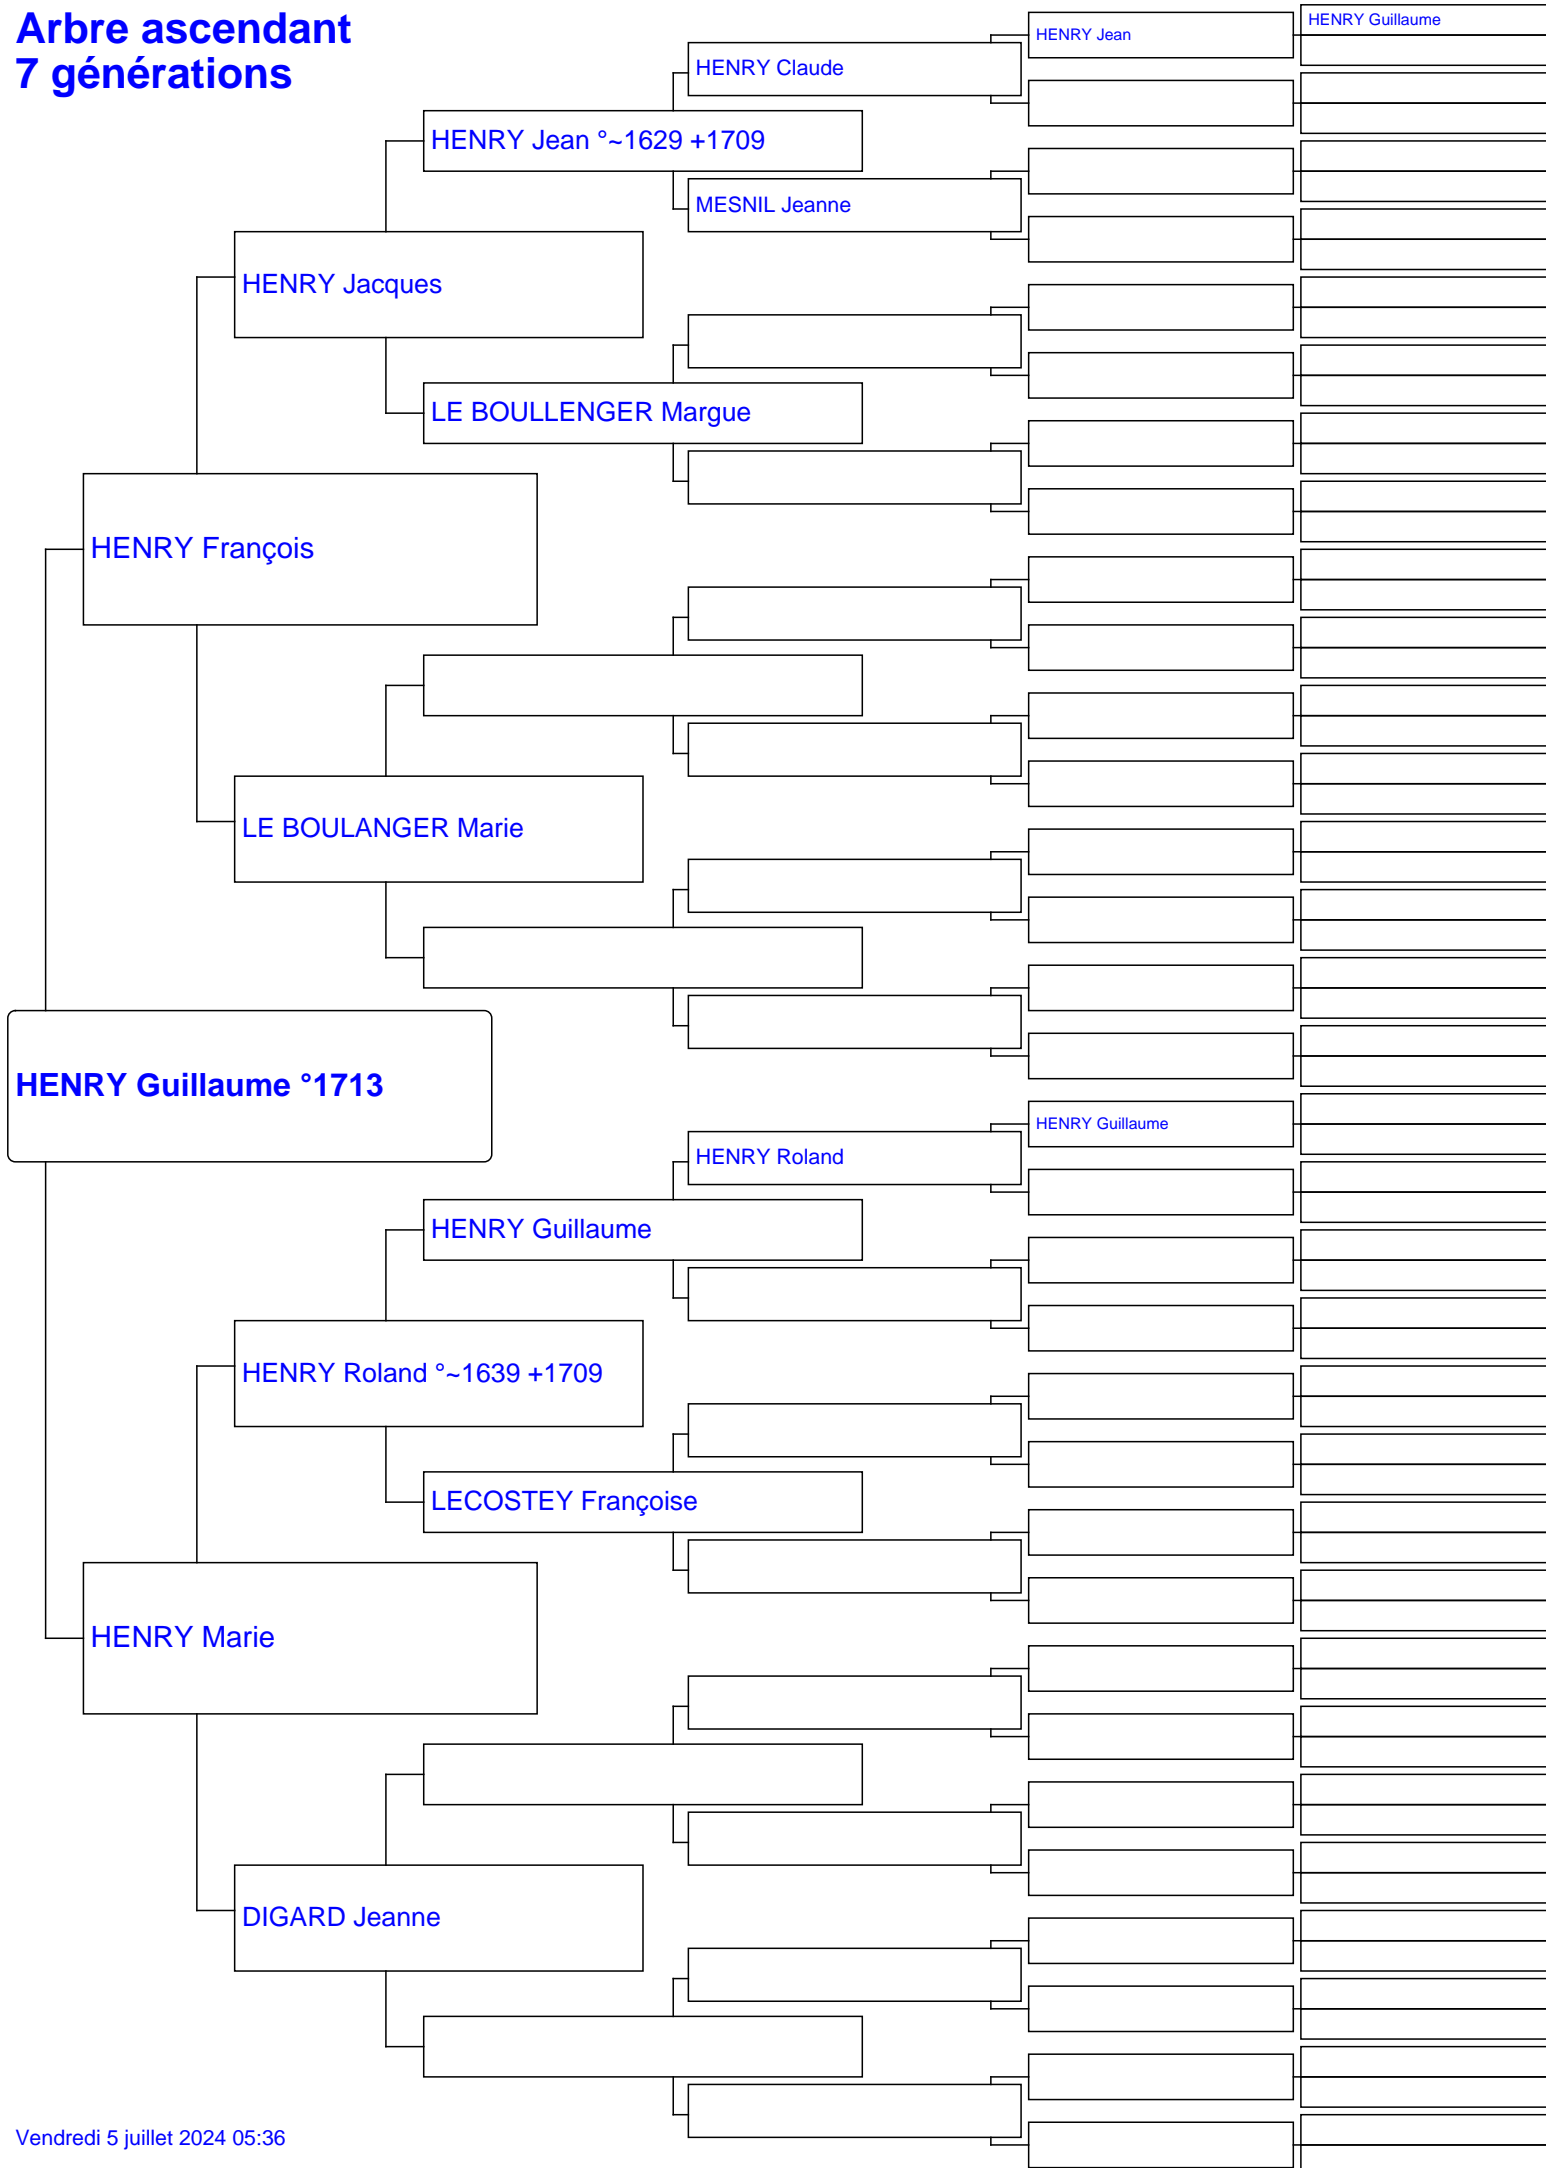 Arbre ascendant
7 générations
HENRY Guillaume
HENRY Jean
HENRY Claude
HENRY Jean °~1629 +1709
MESNIL Jeanne
HENRY Jacques
LE BOULLENGER Margue
HENRY François
LE BOULANGER Marie
HENRY Guillaume °1713
HENRY Guillaume
HENRY Roland
HENRY Guillaume
HENRY Roland °~1639 +1709
LECOSTEY Françoise
HENRY Marie
DIGARD Jeanne
Vendredi 5 juillet 2024 05:36